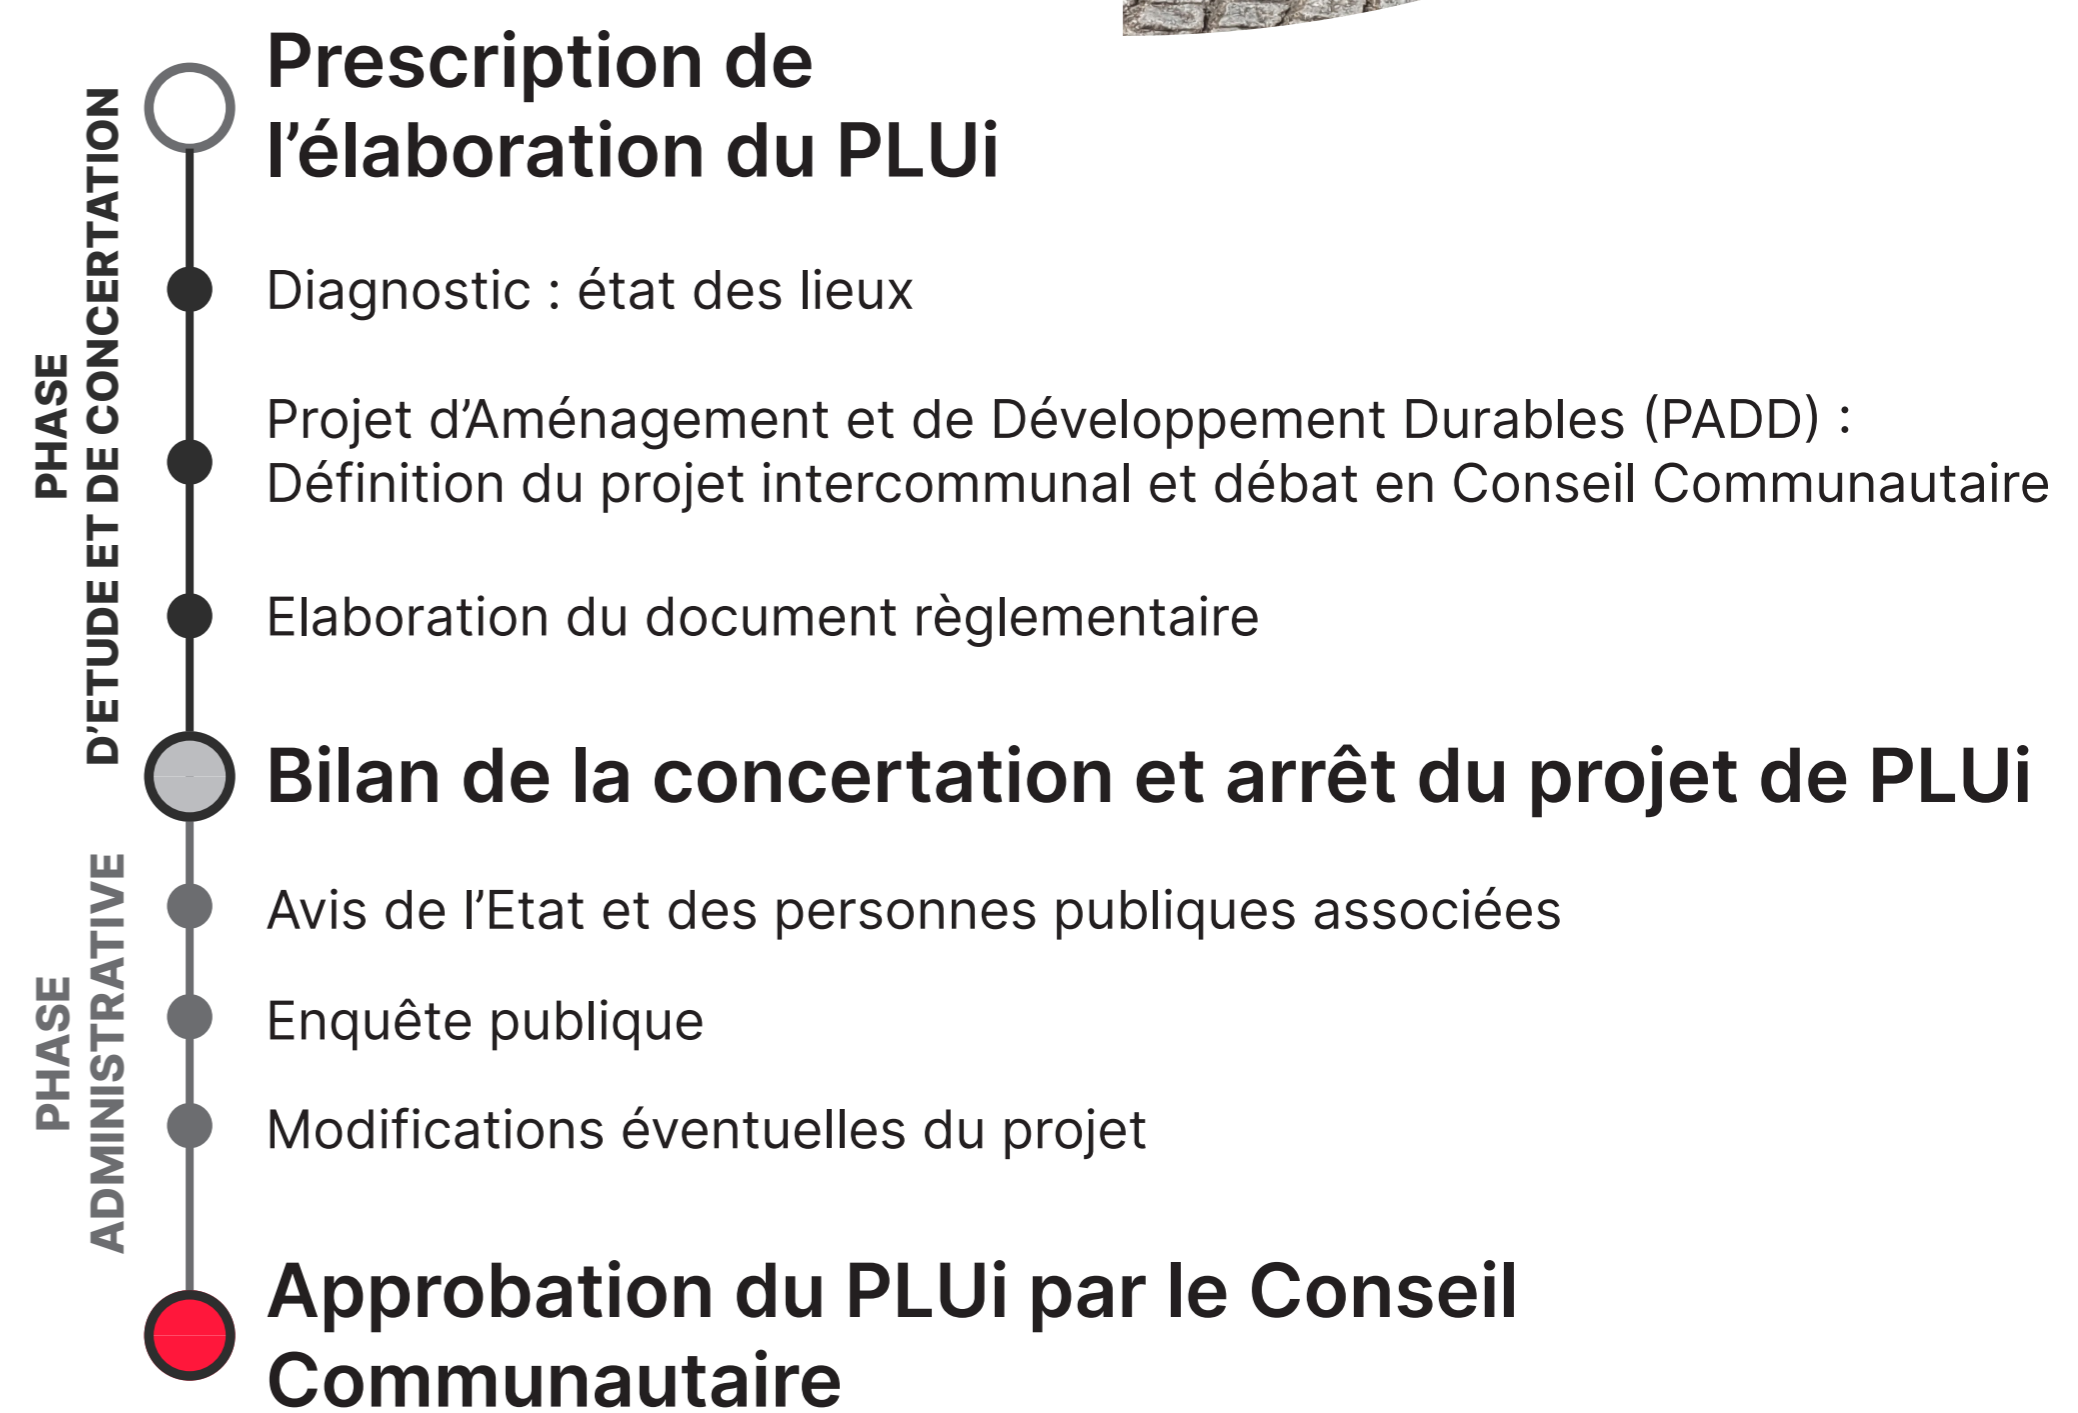 Prescription de
l'élaboration du PLUi
PHASE
D'ETUDE ET DE CONCERTATION
Diagnostic : état des lieux
Projet d'Aménagement et de Développement Durables (PADD) :
Définition du projet intercommunal et débat en Conseil Communautaire
Elaboration du document règlementaire
Bilan de la concertation et arrêt du projet de PLUi
PHASE
ADMINISTRATIVE
Avis de l'Etat et des personnes publiques associées
Enquête publique
Modifications éventuelles du projet
Approbation du PLUi par le Conseil
Communautaire